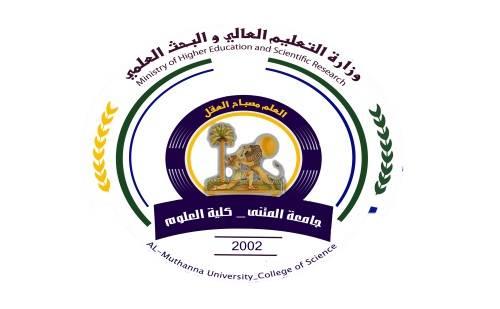 وزارة التعليم العالي و البحث العلمي
Ministry of Higher Education and Scientific Research
العلم مصباح العقل
جامعة المثنى _ كلية العلوم
2002
AL-Muthanna University_College of Science